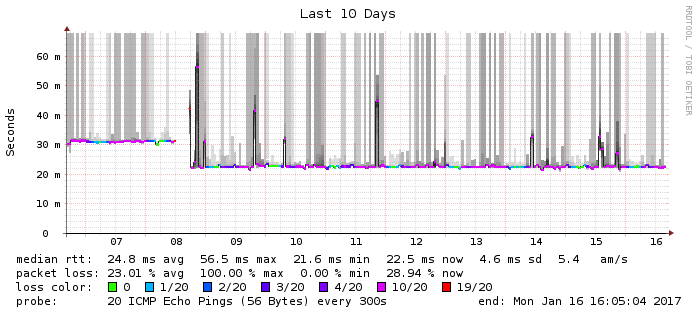 Last 10 Days
RRDTOOL / TOBI OETIKER
Seconds
60 m
50 m
40 m
30 m
20 m
10 m
0
07 08 09 10 11 12 13 14 15 16
median rtt: 24.8 ms avg 56.5 ms max 21.6 ms min 22.5 ms now 4.6 ms sd 5.4 am/s
packet loss: 23.01 % avg 100.00 % max 0.00 % min 28.94 % now
loss color: 0 1/20 2/20 3/20 4/20 10/20 19/20
probe: 20 ICMP Echo Pings (56 Bytes) every 300s end: Mon Jan 16 16:05:04 2017